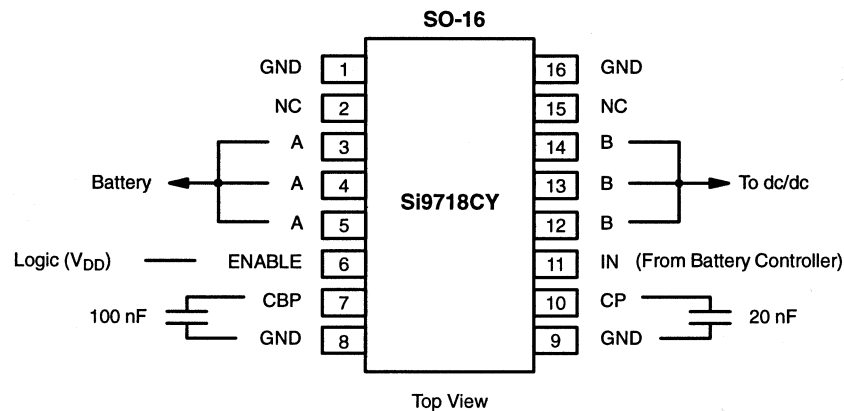 SO-16
GND 1 16 GND
NC 2 15 NC
A 3 14 B
Battery A 4 Si9718CY 13 B To dc/dc
A 5 12 B
Logic (VDD) ENABLE 6 11 IN (From Battery Controller)
CBP 7 10 CP
100 nF 20 nF
GND 8 9 GND
Top View